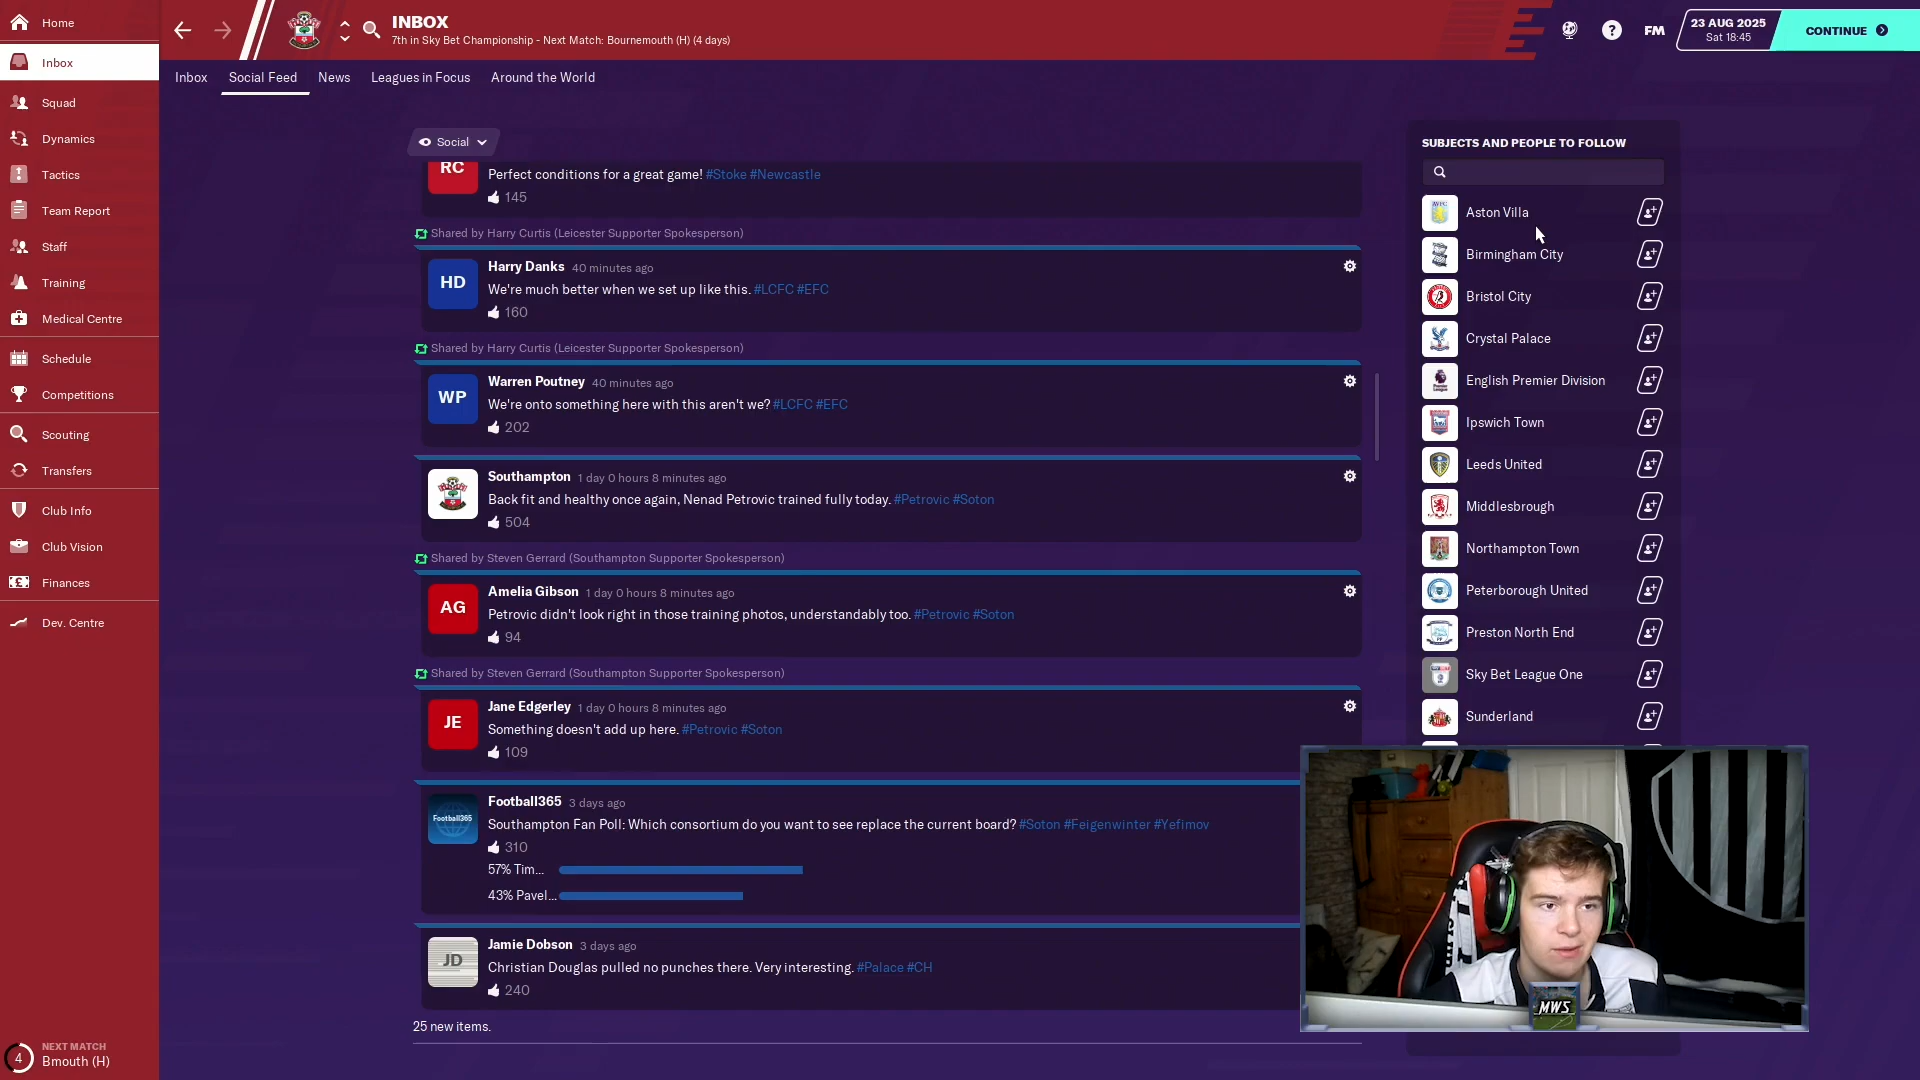 Home
Inbox
Squad
Dynamics
Tactics
Team Report
Staff
Training
Medical Centre
Schedule
Competitions
Scouting
Transfers
Club Info
Club Vision
Finances
Dev. Centre
4
NEXT MATCH
Bmouth (H)
INBOX
7th in Sky Bet Championship - Next Match: Bournemouth (H) (4 days)
?
FM
23 AUG 2025
Sat 18:45
CONTINUE
Inbox Social Feed News Leagues in Focus Around the World
Social
RC
Perfect conditions for a great game! #Stoke #Newcastle
145
Shared by Harry Curtis (Leicester Supporter Spokesperson)
HD
Harry Danks 40 minutes ago
We're much better when we set up like this. #LCFC #EFC
160
Shared by Harry Curtis (Leicester Supporter Spokesperson)
WP
Warren Poutney 40 minutes ago
We're onto something here with this aren't we? #LCFC #EFC
202
Southampton 1 day 0 hours 8 minutes ago
Back fit and healthy once again, Nenad Petrovic trained fully today. #Petrovic #Soton
504
Shared by Steven Gerrard (Southampton Supporter Spokesperson)
AG
Amelia Gibson 1 day 0 hours 8 minutes ago
Petrovic didn't look right in those training photos, understandably too. #Petrovic #Soton
94
Shared by Steven Gerrard (Southampton Supporter Spokesperson)
JE
Jane Edgerley 1 day 0 hours 8 minutes ago
Something doesn't add up here. #Petrovic #Soton
109
Football365
Football365 3 days ago
Southampton Fan Poll: Which consortium do you want to see replace the current board? #Soton #Feigenwinter #Yefimov
310
57% Tim...
43% Pavel...
JD
Jamie Dobson 3 days ago
Christian Douglas pulled no punches there. Very interesting. #Palace #CH
240
25 new items.
SUBJECTS AND PEOPLE TO FOLLOW
Aston Villa
Birmingham City
Bristol City
Crystal Palace
English Premier Division
Ipswich Town
Leeds United
Middlesbrough
Northampton Town
Peterborough United
Preston North End
Sky Bet League One
Sunderland
MWS